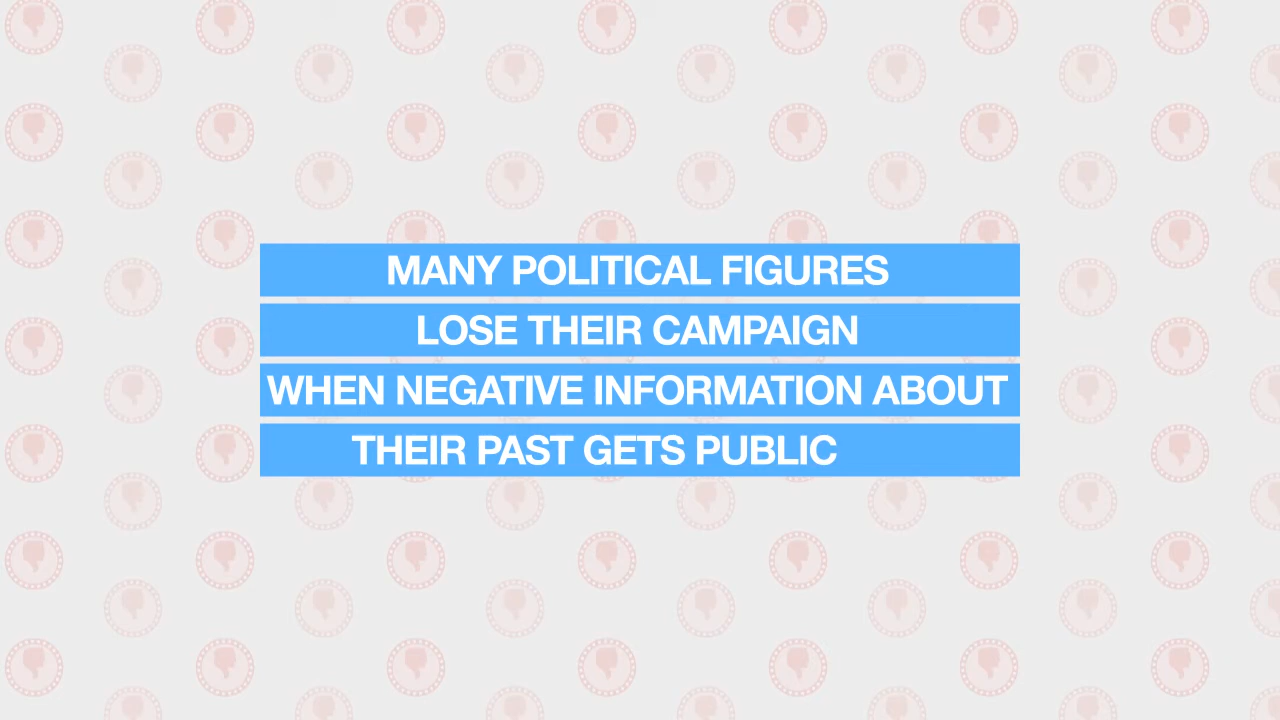 MANY POLITICAL FIGURES
LOSE THEIR CAMPAIGN
WHEN NEGATIVE INFORMATION ABOUT
THEIR PAST GETS PUBLIC